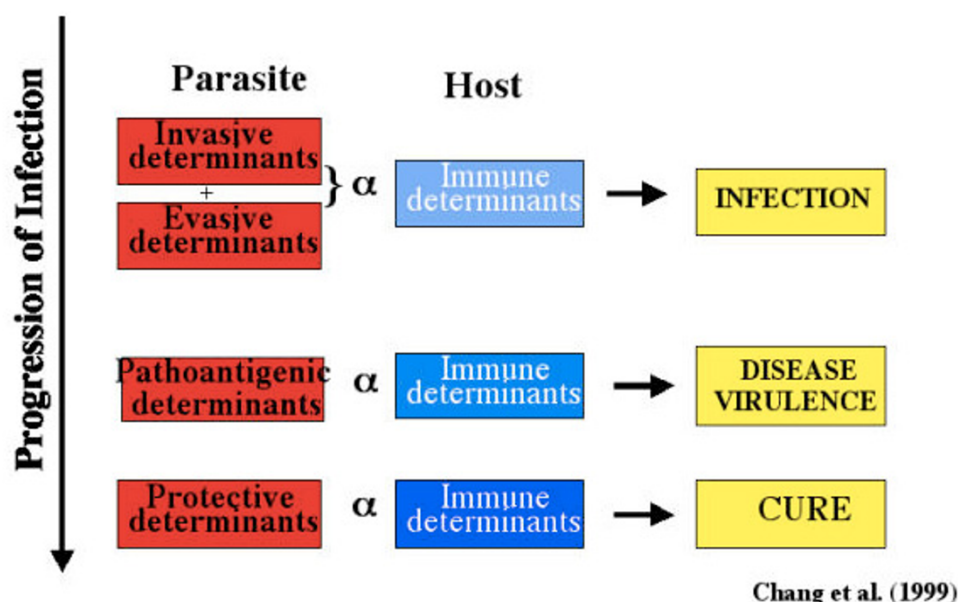 Progression of Infection
Parasite
Host
Invasive
determinants
+
Evasive
determinants
} α
Immune
determinants
INFECTION
Pathoantigenic
determinants
α
Immune
determinants
DISEASE
VIRULENCE
Protective
determinants
α
Immune
determinants
CURE
Chang et al. (1999)